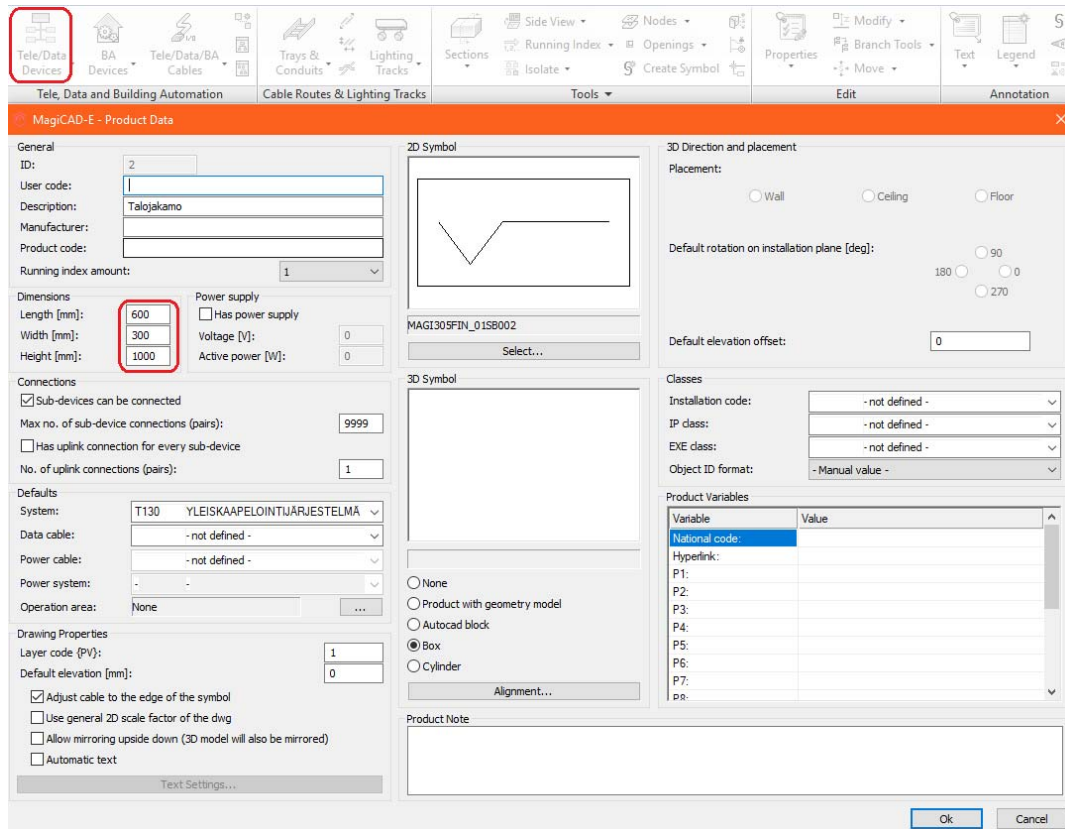 Tele/Data Devices
BA Devices
Tele/Data/BA Cables
Trays & Conduits
Lighting Tracks
Sections
Side View
Running Index
Isolate
Nodes
Openings
Create Symbol
Properties
Modify
Branch Tools
Move
Text
Legend
Tele, Data and Building Automation
Cable Routes & Lighting Tracks
Tools
Edit
Annotation
MagiCAD-E - Product Data
General
ID: 2
User code:
Description: Talojakamo
Manufacturer:
Product code:
Running index amount: 1
Dimensions
Length [mm]: 600
Width [mm]: 300
Height [mm]: 1000
Power supply
Has power supply
Voltage [V]: 0
Active power [W]: 0
Connections
Sub-devices can be connected
Max no. of sub-device connections (pairs): 9999
Has uplink connection for every sub-device
No. of uplink connections (pairs): 1
Defaults
System: T130 YLEISKAAPELOINTIJÄRJESTELMÄ
Data cable: - not defined -
Power cable: - not defined -
Power system: - -
Operation area: None ...
Drawing Properties
Layer code {PV}: 1
Default elevation [mm]: 0
Adjust cable to the edge of the symbol
Use general 2D scale factor of the dwg
Allow mirroring upside down (3D model will also be mirrored)
Automatic text
Text Settings...
2D Symbol
MAGI305FIN_01SB002
Select...
3D Symbol
None
Product with geometry model
Autocad block
Box
Cylinder
Alignment...
3D Direction and placement
Placement:
Wall Ceiling Floor
Default rotation on installation plane [deg]:
90
180 0
270
Default elevation offset: 0
Classes
Installation code: - not defined -
IP class: - not defined -
EXE class: - not defined -
Object ID format: - Manual value -
Product Variables
Variable Value
National code:
Hyperlink:
P1:
P2:
P3:
P4:
P5:
P6:
P7:
P8:
Product Note
Ok Cancel